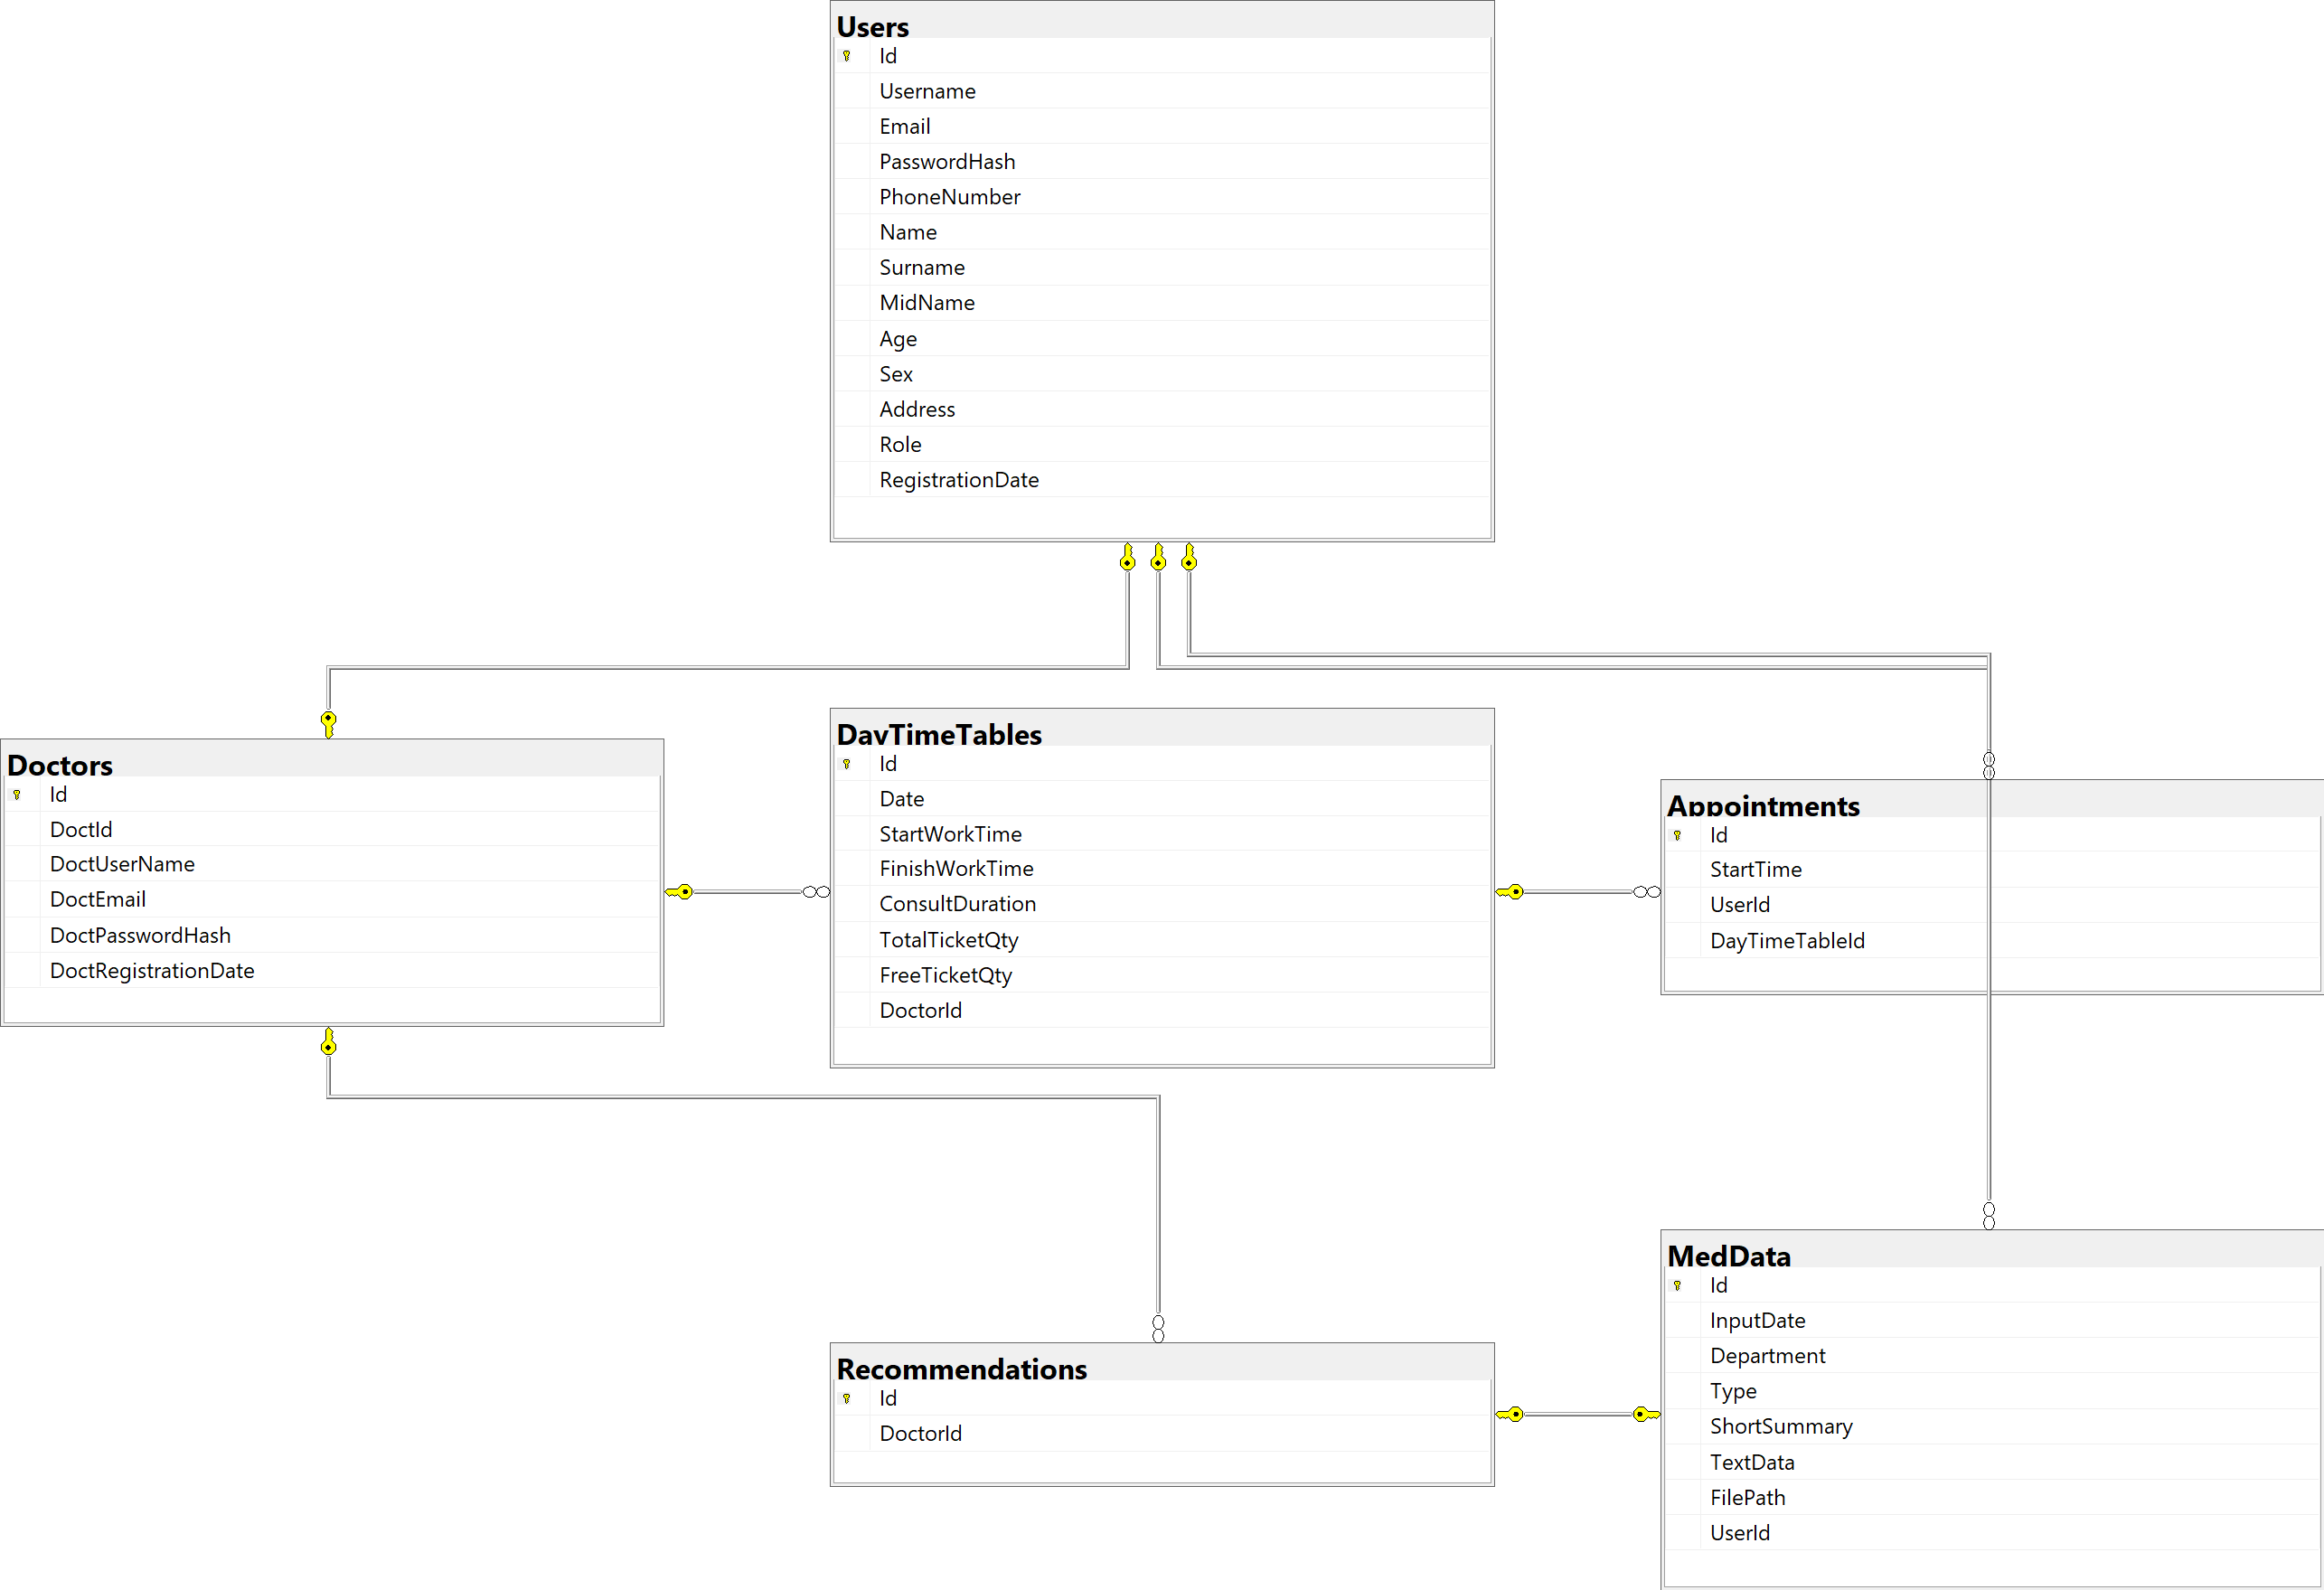 Users
Id
Username
Email
PasswordHash
PhoneNumber
Name
Surname
MidName
Age
Sex
Address
Role
RegistrationDate
Doctors
Id
DoctId
DoctUserName
DoctEmail
DoctPasswordHash
DoctRegistrationDate
DayTimeTables
Id
Date
StartWorkTime
FinishWorkTime
ConsultDuration
TotalTicketQty
FreeTicketQty
DoctorId
Appointments
Id
StartTime
UserId
DayTimeTableId
Recommendations
Id
DoctorId
MedData
Id
InputDate
Department
Type
ShortSummary
TextData
FilePath
UserId